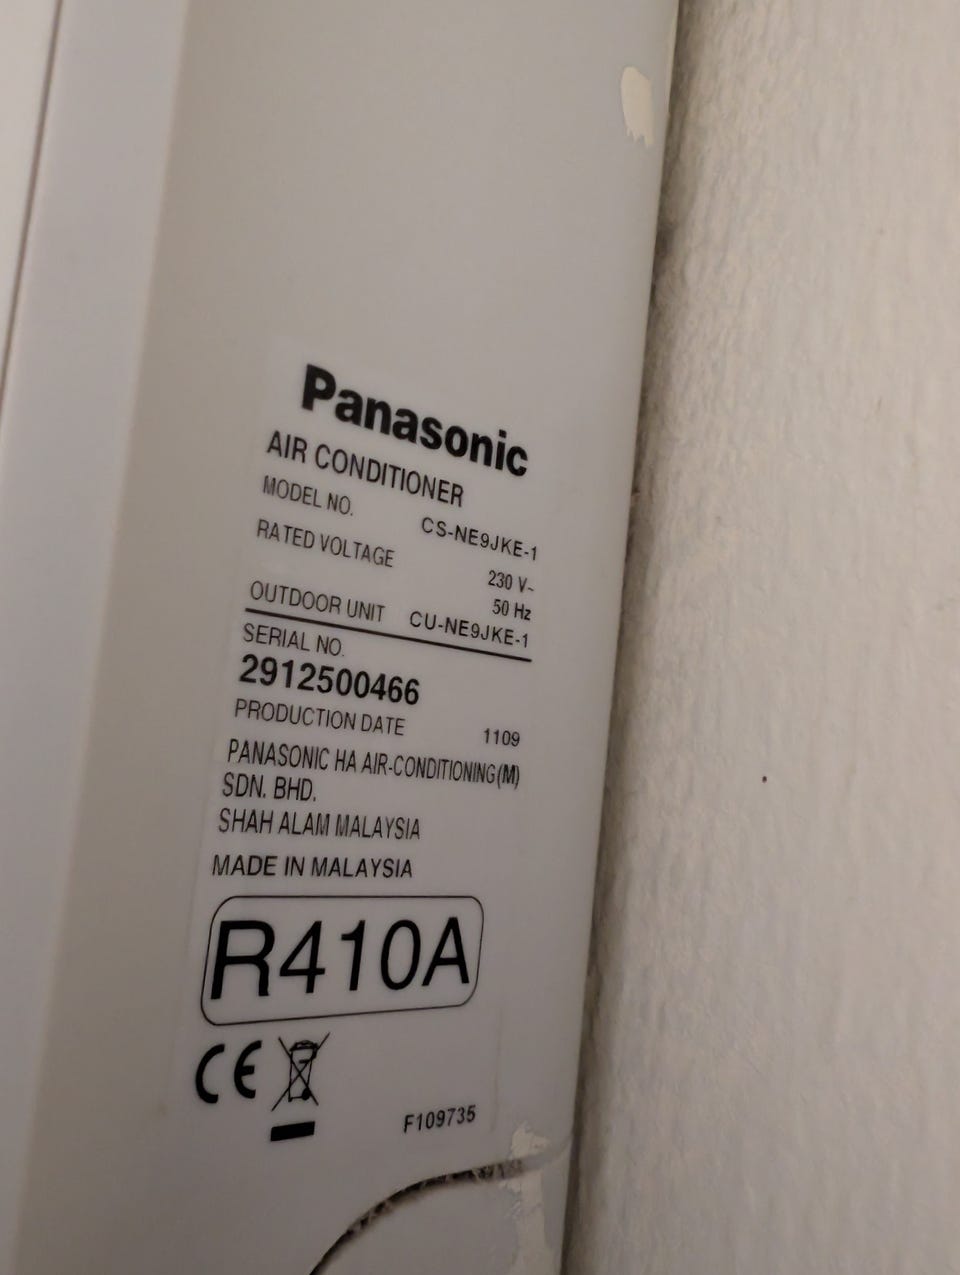 Panasonic
AIR CONDITIONER
MODEL NO. CS-NE9JKE-1
RATED VOLTAGE 230 V~
50 Hz
OUTDOOR UNIT CU-NE9JKE-1
SERIAL NO.
2912500466
PRODUCTION DATE 1109
PANASONIC HA AIR-CONDITIONING(M)
SDN. BHD.
SHAH ALAM MALAYSIA
MADE IN MALAYSIA
R410A
CE
F109735